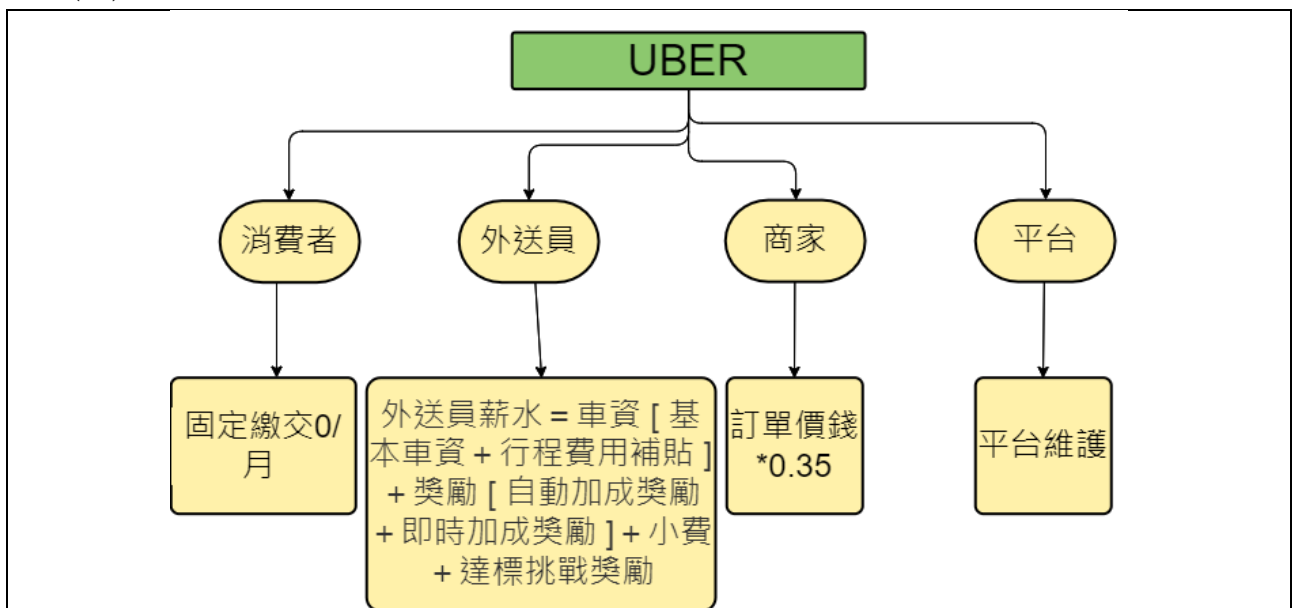 UBER
消費者
外送員
商家
平台
固定繳交0/
月
外送員薪水 = 車資 [ 基
本車資 + 行程費用補貼 ]
+ 獎勵 [ 自動加成獎勵
+ 即時加成獎勵 ] + 小費
+ 達標挑戰獎勵
訂單價錢
*0.35
平台維護